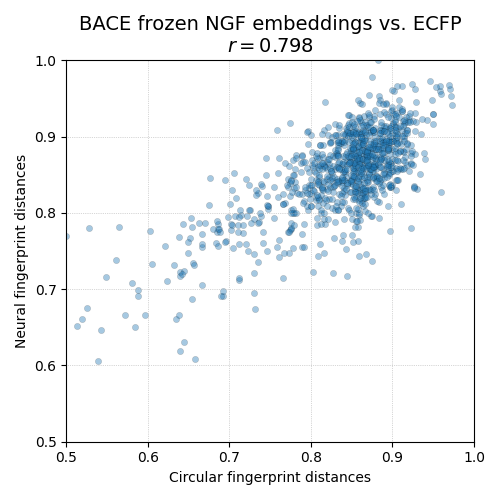 BACE frozen NGF embeddings vs. ECFP
r = 0.798
1.0
0.9
0.8
0.7
0.6
0.5
Neural fingerprint distances
0.5 0.6 0.7 0.8 0.9 1.0
Circular fingerprint distances